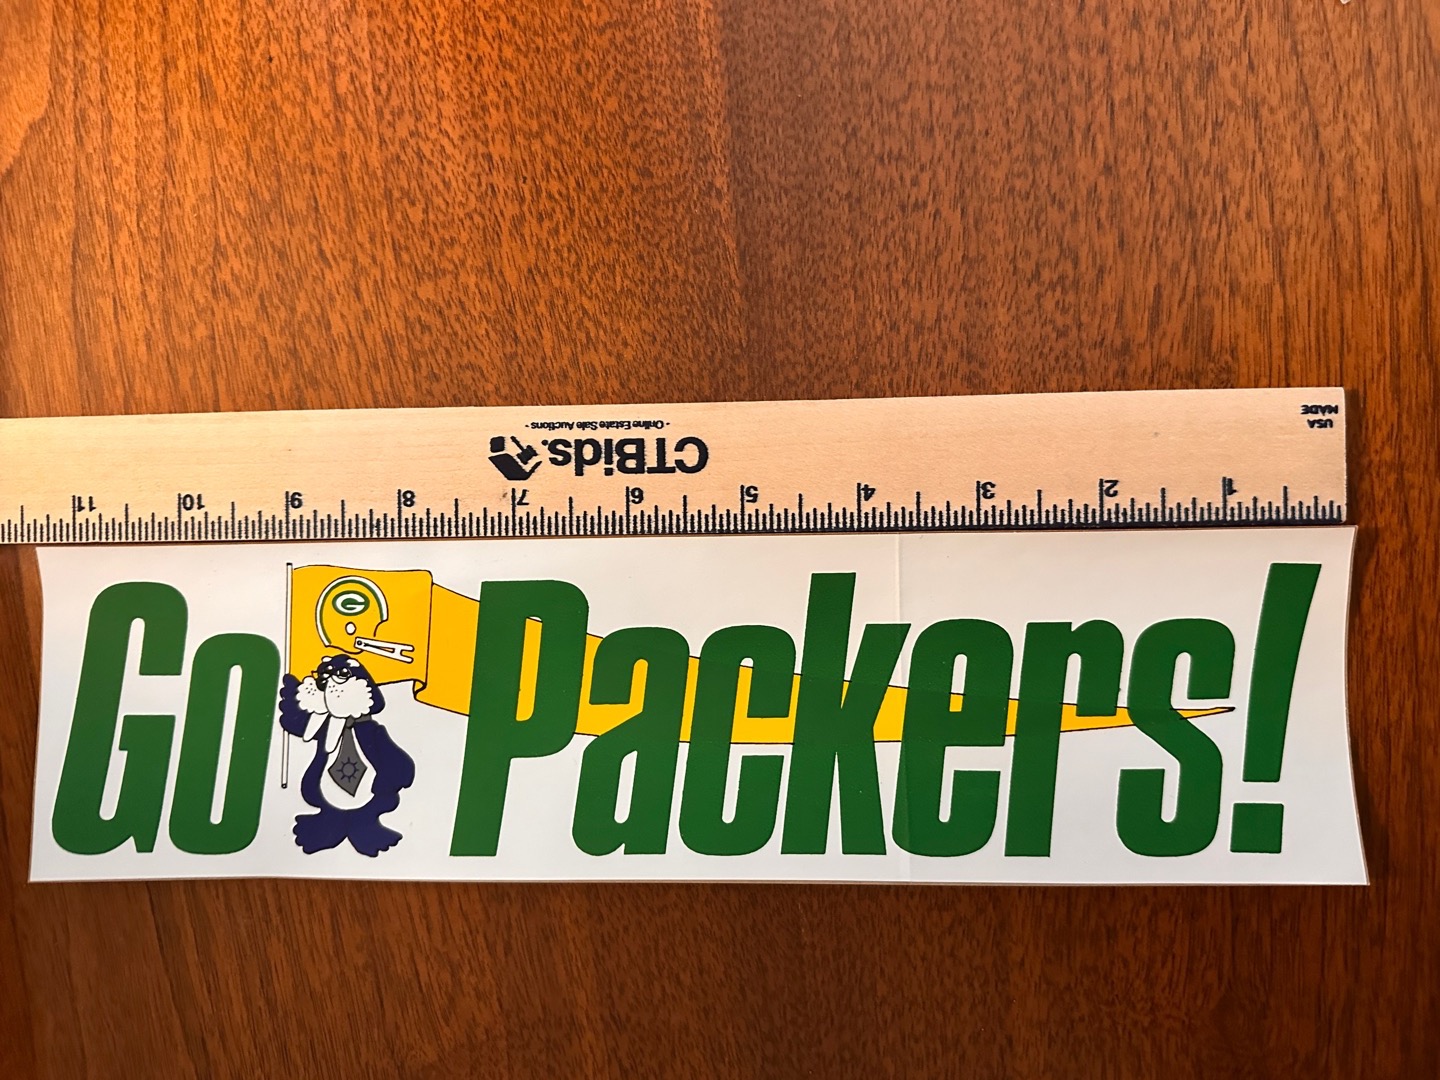 MADE
USA
CTBids.
- Online Estate Sale Auctions -
1 2 3 4 5 6 7 8 9 10 11
G
Go Packers!